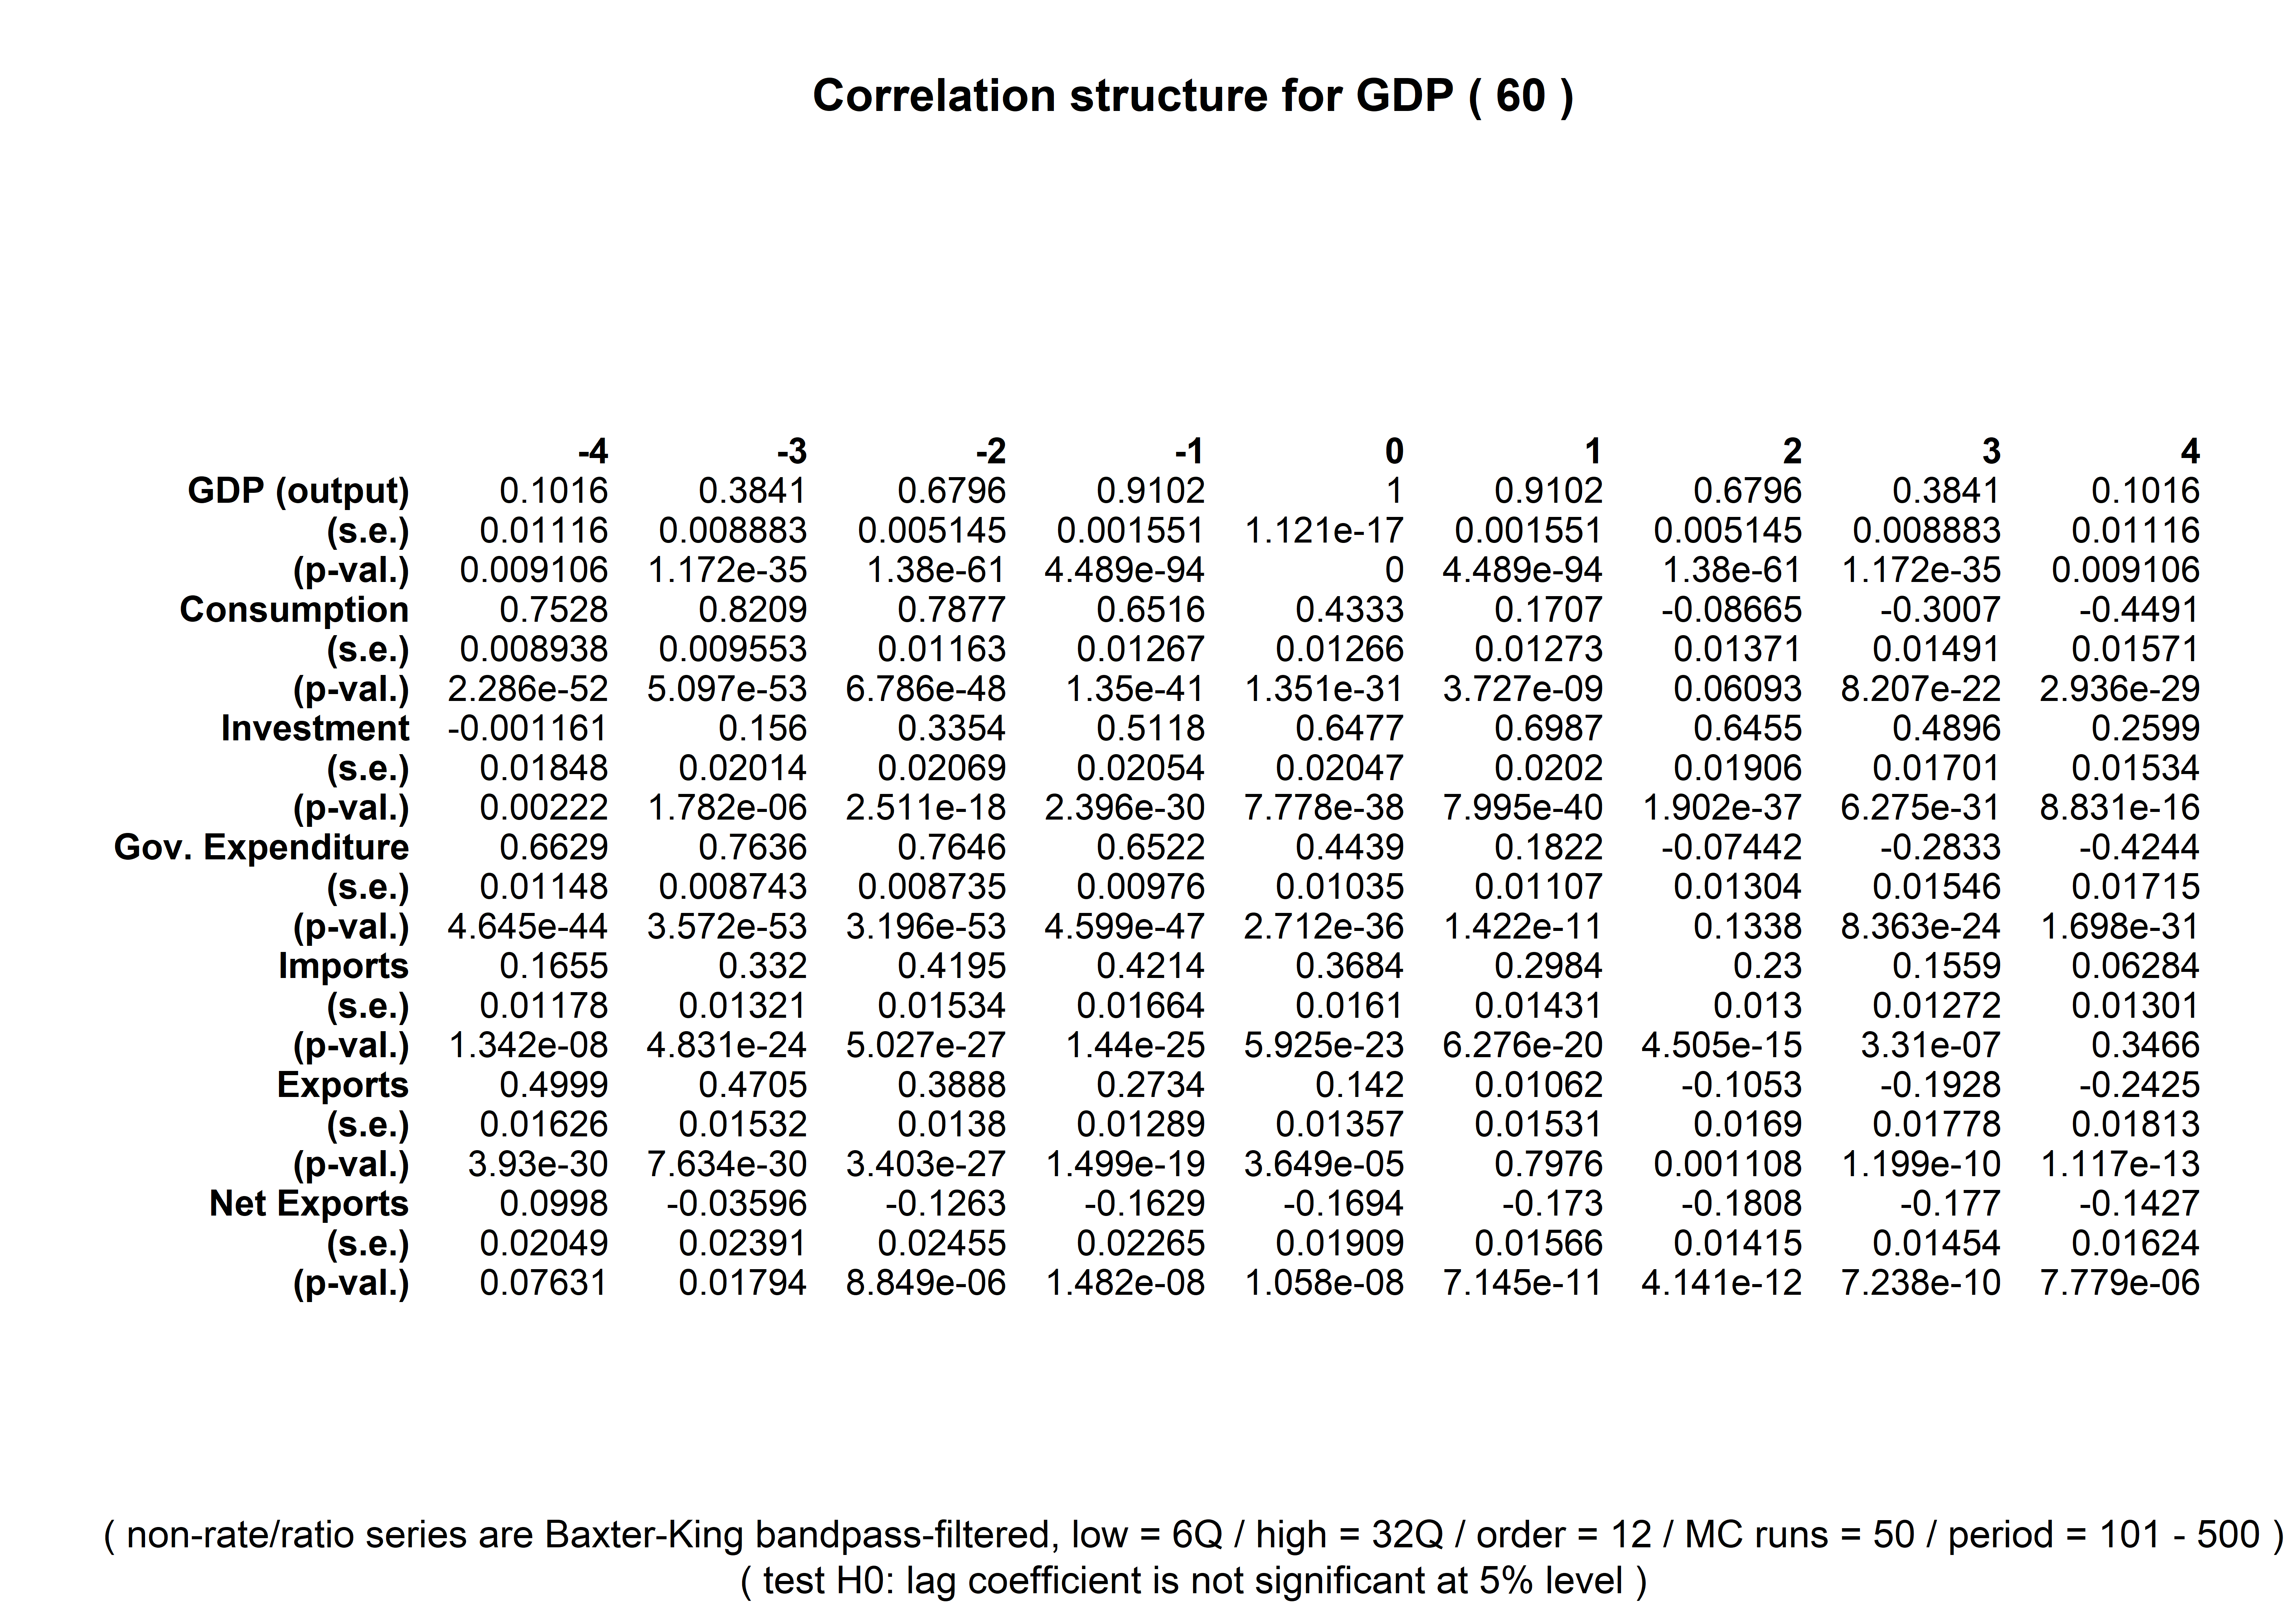 Correlation structure for GDP ( 60 )
-4 -3 -2 -1 0 1 2 3 4
GDP (output) 0.1016 0.3841 0.6796 0.9102 1 0.9102 0.6796 0.3841 0.1016
(s.e.) 0.01116 0.008883 0.005145 0.001551 1.121e-17 0.001551 0.005145 0.008883 0.01116
(p-val.) 0.009106 1.172e-35 1.38e-61 4.489e-94 0 4.489e-94 1.38e-61 1.172e-35 0.009106
Consumption 0.7528 0.8209 0.7877 0.6516 0.4333 0.1707 -0.08665 -0.3007 -0.4491
(s.e.) 0.008938 0.009553 0.01163 0.01267 0.01266 0.01273 0.01371 0.01491 0.01571
(p-val.) 2.286e-52 5.097e-53 6.786e-48 1.35e-41 1.351e-31 3.727e-09 0.06093 8.207e-22 2.936e-29
Investment -0.001161 0.156 0.3354 0.5118 0.6477 0.6987 0.6455 0.4896 0.2599
(s.e.) 0.01848 0.02014 0.02069 0.02054 0.02047 0.0202 0.01906 0.01701 0.01534
(p-val.) 0.00222 1.782e-06 2.511e-18 2.396e-30 7.778e-38 7.995e-40 1.902e-37 6.275e-31 8.831e-16
Gov. Expenditure 0.6629 0.7636 0.7646 0.6522 0.4439 0.1822 -0.07442 -0.2833 -0.4244
(s.e.) 0.01148 0.008743 0.008735 0.00976 0.01035 0.01107 0.01304 0.01546 0.01715
(p-val.) 4.645e-44 3.572e-53 3.196e-53 4.599e-47 2.712e-36 1.422e-11 0.1338 8.363e-24 1.698e-31
Imports 0.1655 0.332 0.4195 0.4214 0.3684 0.2984 0.23 0.1559 0.06284
(s.e.) 0.01178 0.01321 0.01534 0.01664 0.0161 0.01431 0.013 0.01272 0.01301
(p-val.) 1.342e-08 4.831e-24 5.027e-27 1.44e-25 5.925e-23 6.276e-20 4.505e-15 3.31e-07 0.3466
Exports 0.4999 0.4705 0.3888 0.2734 0.142 0.01062 -0.1053 -0.1928 -0.2425
(s.e.) 0.01626 0.01532 0.0138 0.01289 0.01357 0.01531 0.0169 0.01778 0.01813
(p-val.) 3.93e-30 7.634e-30 3.403e-27 1.499e-19 3.649e-05 0.7976 0.001108 1.199e-10 1.117e-13
Net Exports 0.0998 -0.03596 -0.1263 -0.1629 -0.1694 -0.173 -0.1808 -0.177 -0.1427
(s.e.) 0.02049 0.02391 0.02455 0.02265 0.01909 0.01566 0.01415 0.01454 0.01624
(p-val.) 0.07631 0.01794 8.849e-06 1.482e-08 1.058e-08 7.145e-11 4.141e-12 7.238e-10 7.779e-06
( non-rate/ratio series are Baxter-King bandpass-filtered, low = 6Q / high = 32Q / order = 12 / MC runs = 50 / period = 101 - 500 )
( test H0: lag coefficient is not significant at 5% level )